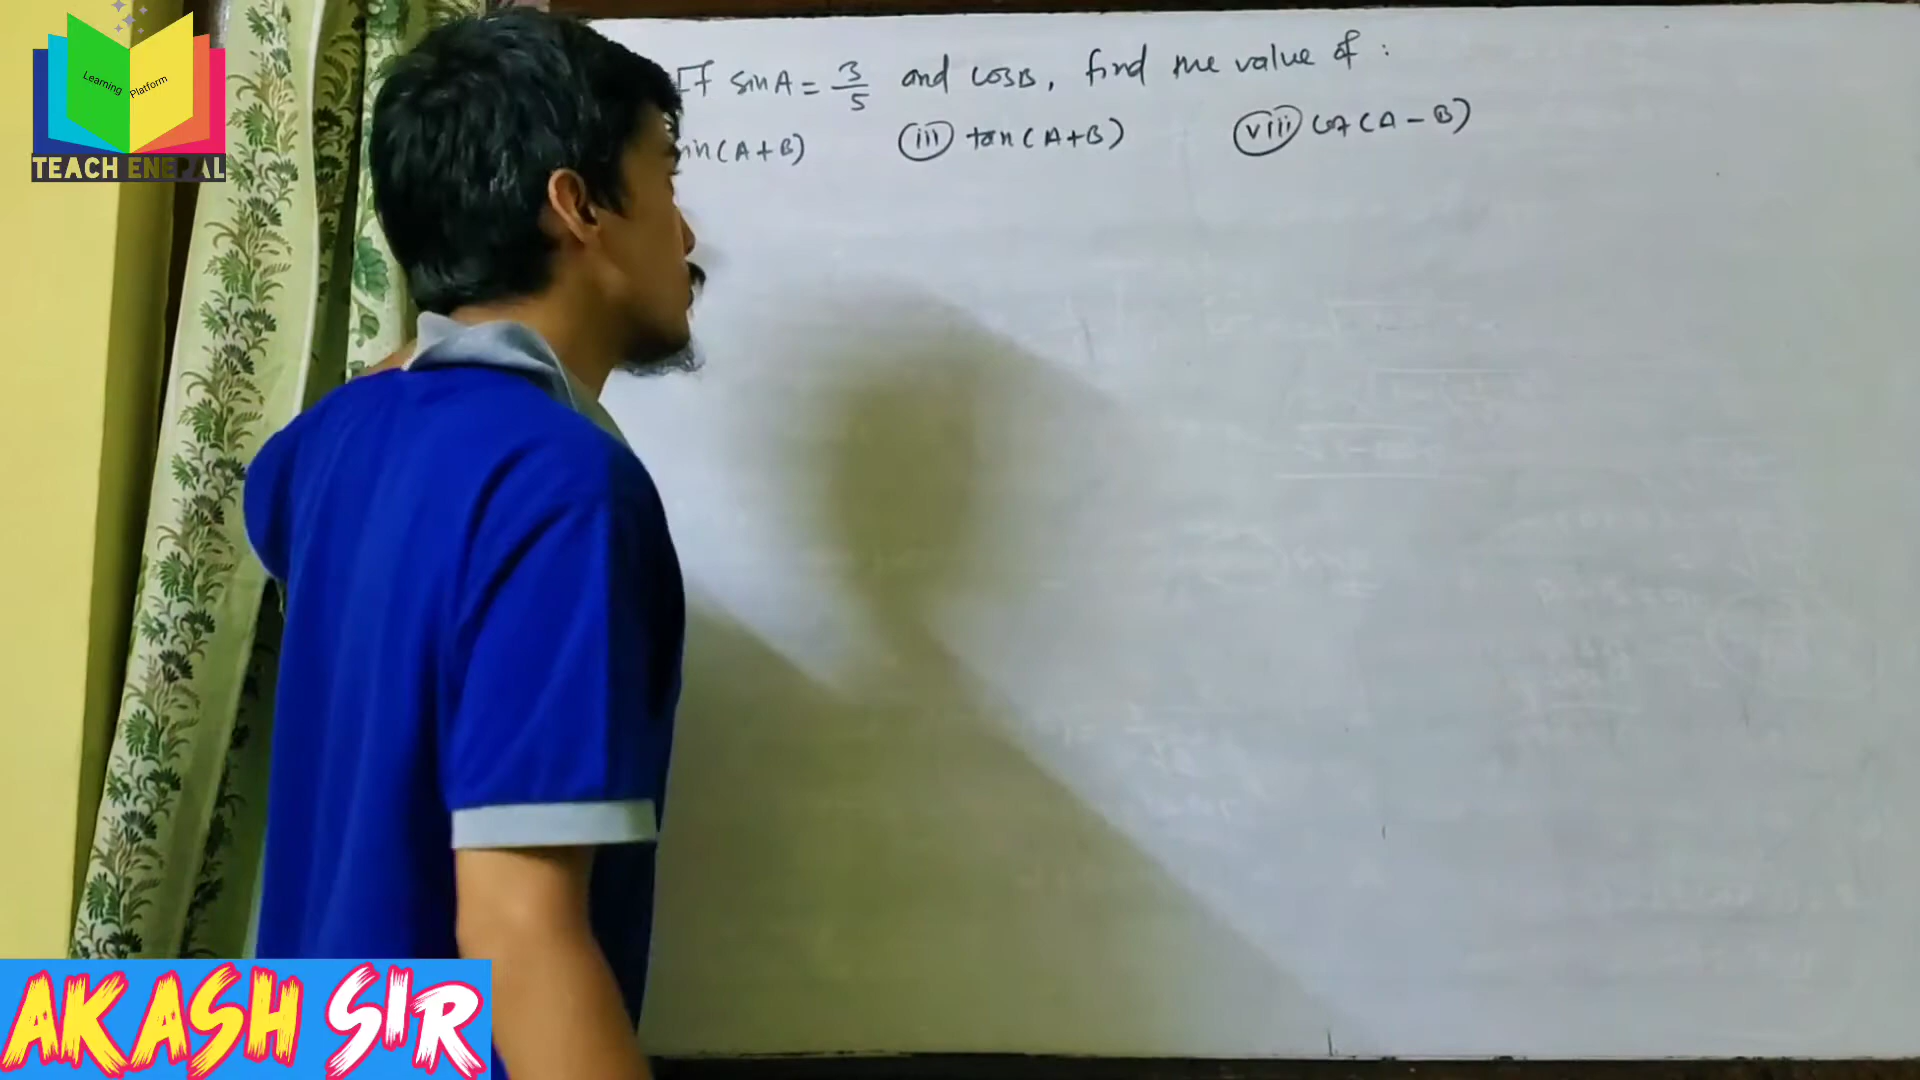 Learning Platform
TEACH ENEPAL
If sinA = 3/5 and cosB, find the value of :
in(A+B) (iii) tan(A+B) (viii) cot(A-B)
AKASH SIR